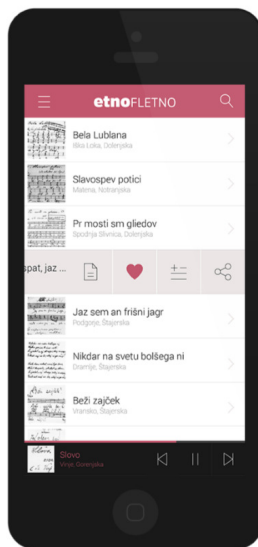 etnoFLETNO
Bela Lublana
Iška Loka, Dolenjska
Slavospev potici
Materia, Notranjska
Pr mosti sm gliedov
Spodnja Slivnica, Dolenjska
spat, jaz ...
Jaz sem an frišni jagr
Podgorje, Štajerska
Nikdar na svetu bolšega ni
Dramlje, Štajerska
Beži zajček
Vransko, Štajerska
Slovo
Vinje, Gorenjska